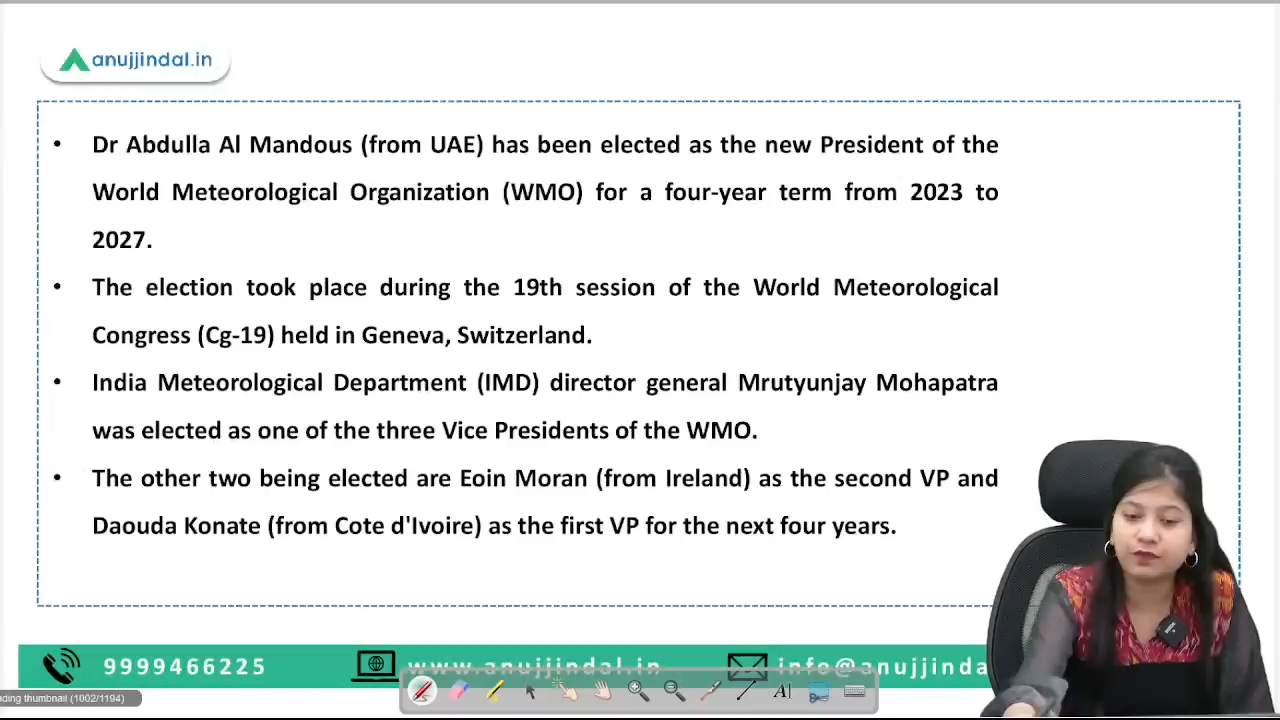 anujjindal.in
• Dr Abdulla Al Mandous (from UAE) has been elected as the new President of the
World Meteorological Organization (WMO) for a four-year term from 2023 to
2027.
• The election took place during the 19th session of the World Meteorological
Congress (Cg-19) held in Geneva, Switzerland.
• India Meteorological Department (IMD) director general Mrutyunjay Mohapatra
was elected as one of the three Vice Presidents of the WMO.
• The other two being elected are Eoin Moran (from Ireland) as the second VP and
Daouda Konate (from Cote d'Ivoire) as the first VP for the next four years.
9999466225 www.anujjindal.in info@anujjinda
ading thumbnail (1002/1194)
A